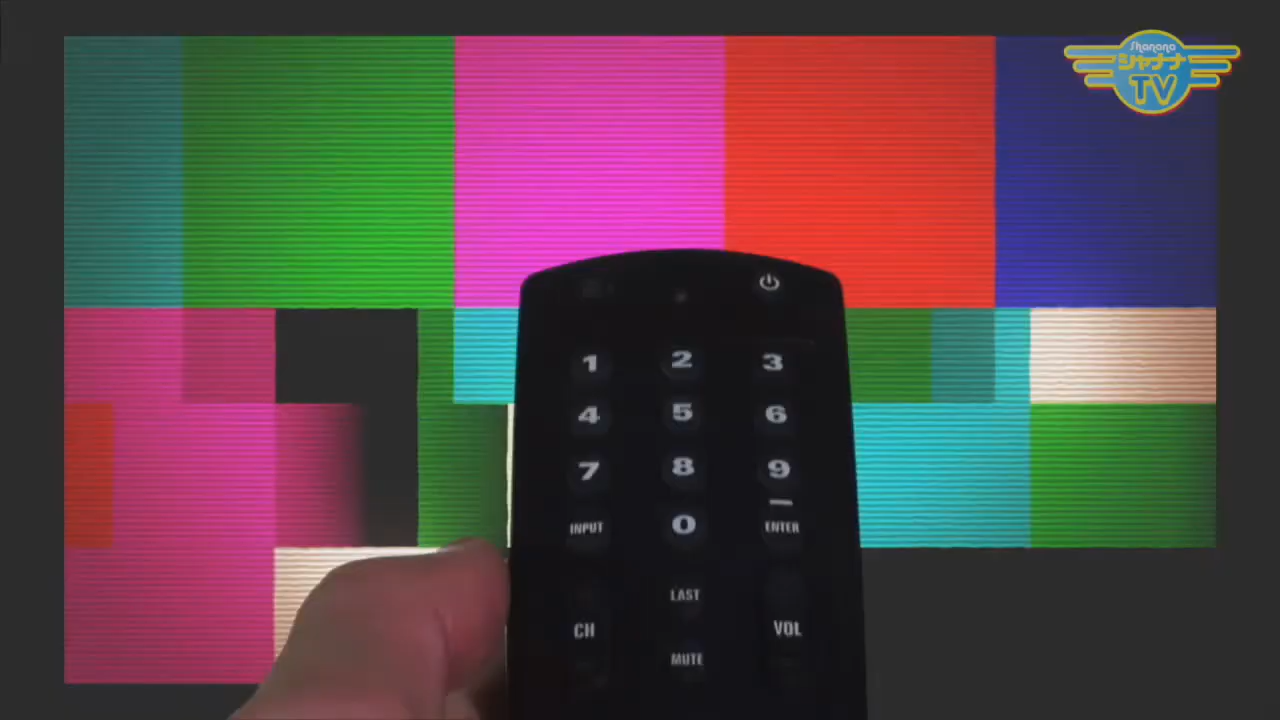 Shanana
シャナナ
TV
1 2 3
4 5 6
7 8 9
INPUT 0 ENTER
LAST
CH VOL
MUTE